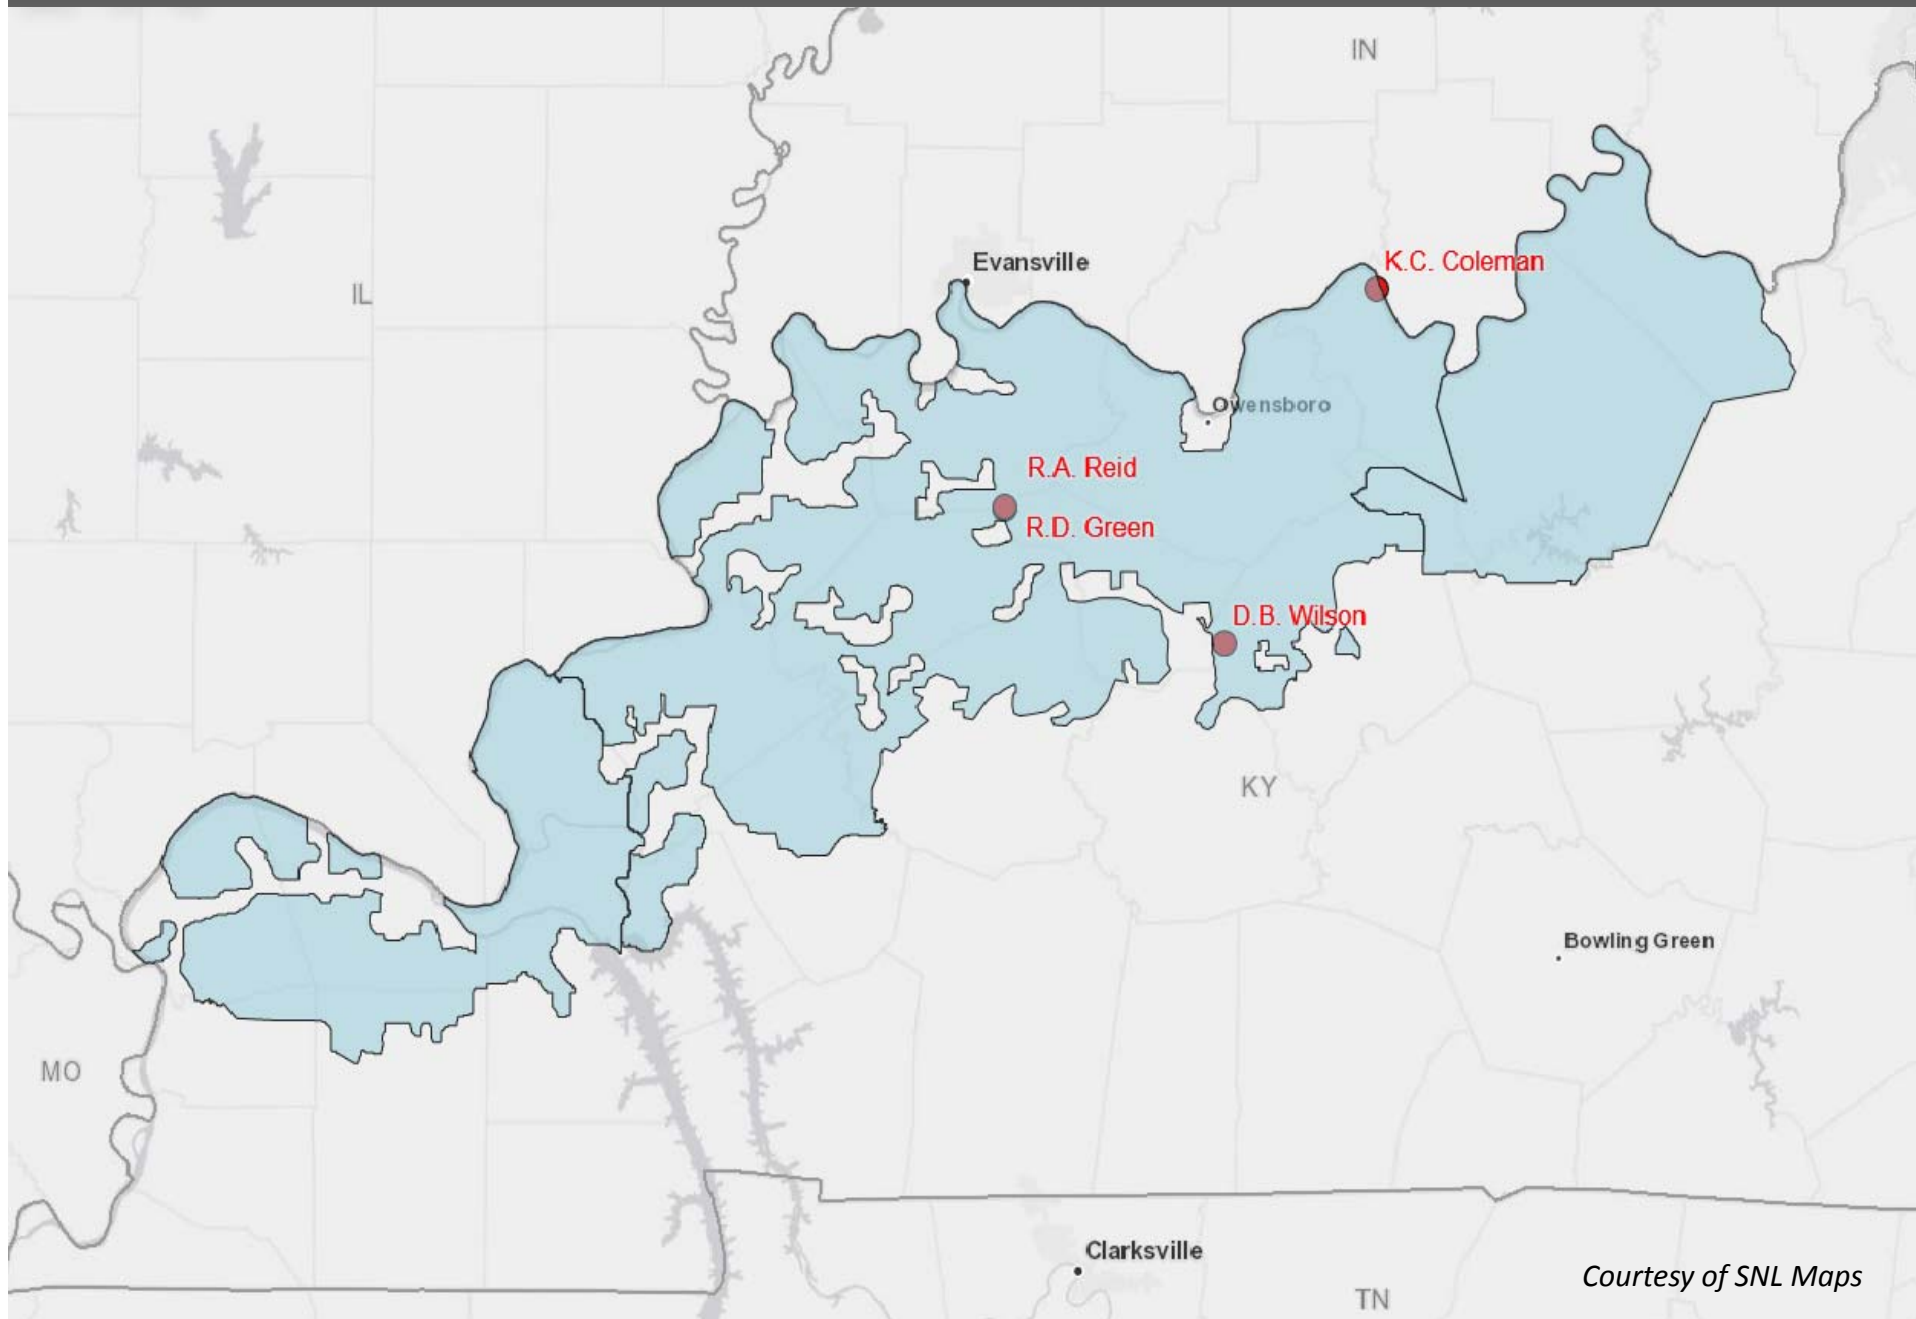 IN
Evansville
K.C. Coleman
IL
Owensboro
R.A. Reid
R.D. Green
D.B. Wilson
KY
Bowling Green
MO
Clarksville
Courtesy of SNL Maps
TN